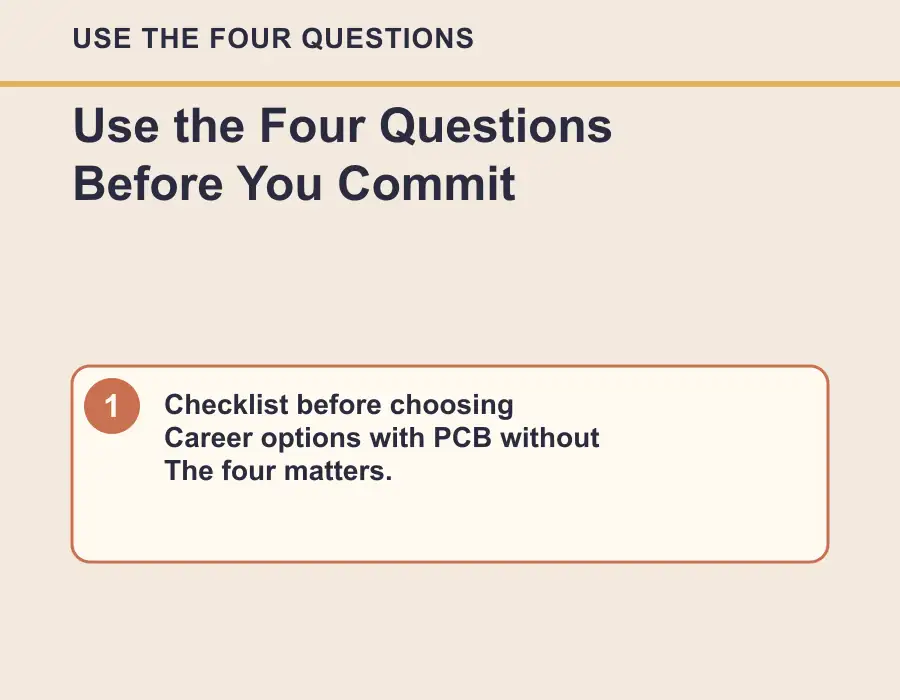 USE THE FOUR QUESTIONS
Use the Four Questions
Before You Commit
1
Checklist before choosing
Career options with PCB without
The four matters.